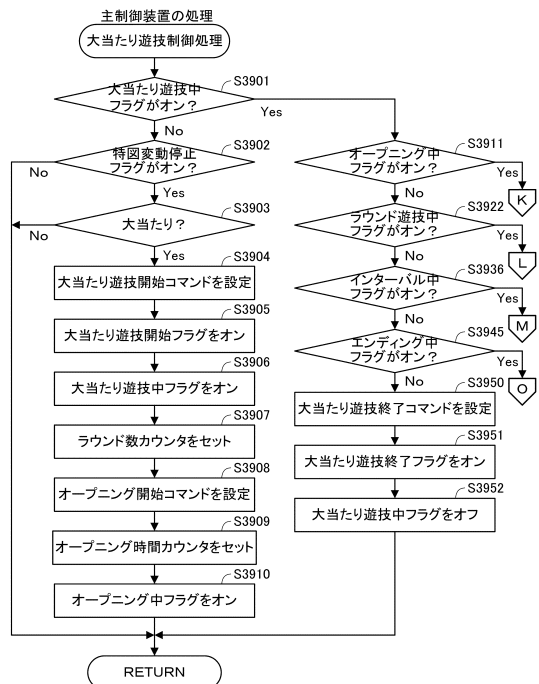 主制御装置の処理
大当たり遊技制御処理
S3901
大当たり遊技中
フラグがオン？
Yes
No
S3902
特図変動停止
フラグがオン？
No
Yes
S3903
大当たり？
No
Yes
S3904
大当たり遊技開始コマンドを設定
S3905
大当たり遊技開始フラグをオン
S3906
大当たり遊技中フラグをオン
S3907
ラウンド数カウンタをセット
S3908
オープニング開始コマンドを設定
S3909
オープニング時間カウンタをセット
S3910
オープニング中フラグをオン
S3911
オープニング中
フラグがオン？
Yes
K
No
S3922
ラウンド遊技中
フラグがオン？
Yes
L
No
S3936
インターバル中
フラグがオン？
Yes
M
No
S3945
エンディング中
フラグがオン？
Yes
O
No
S3950
大当たり遊技終了コマンドを設定
S3951
大当たり遊技終了フラグをオン
S3952
大当たり遊技中フラグをオフ
RETURN